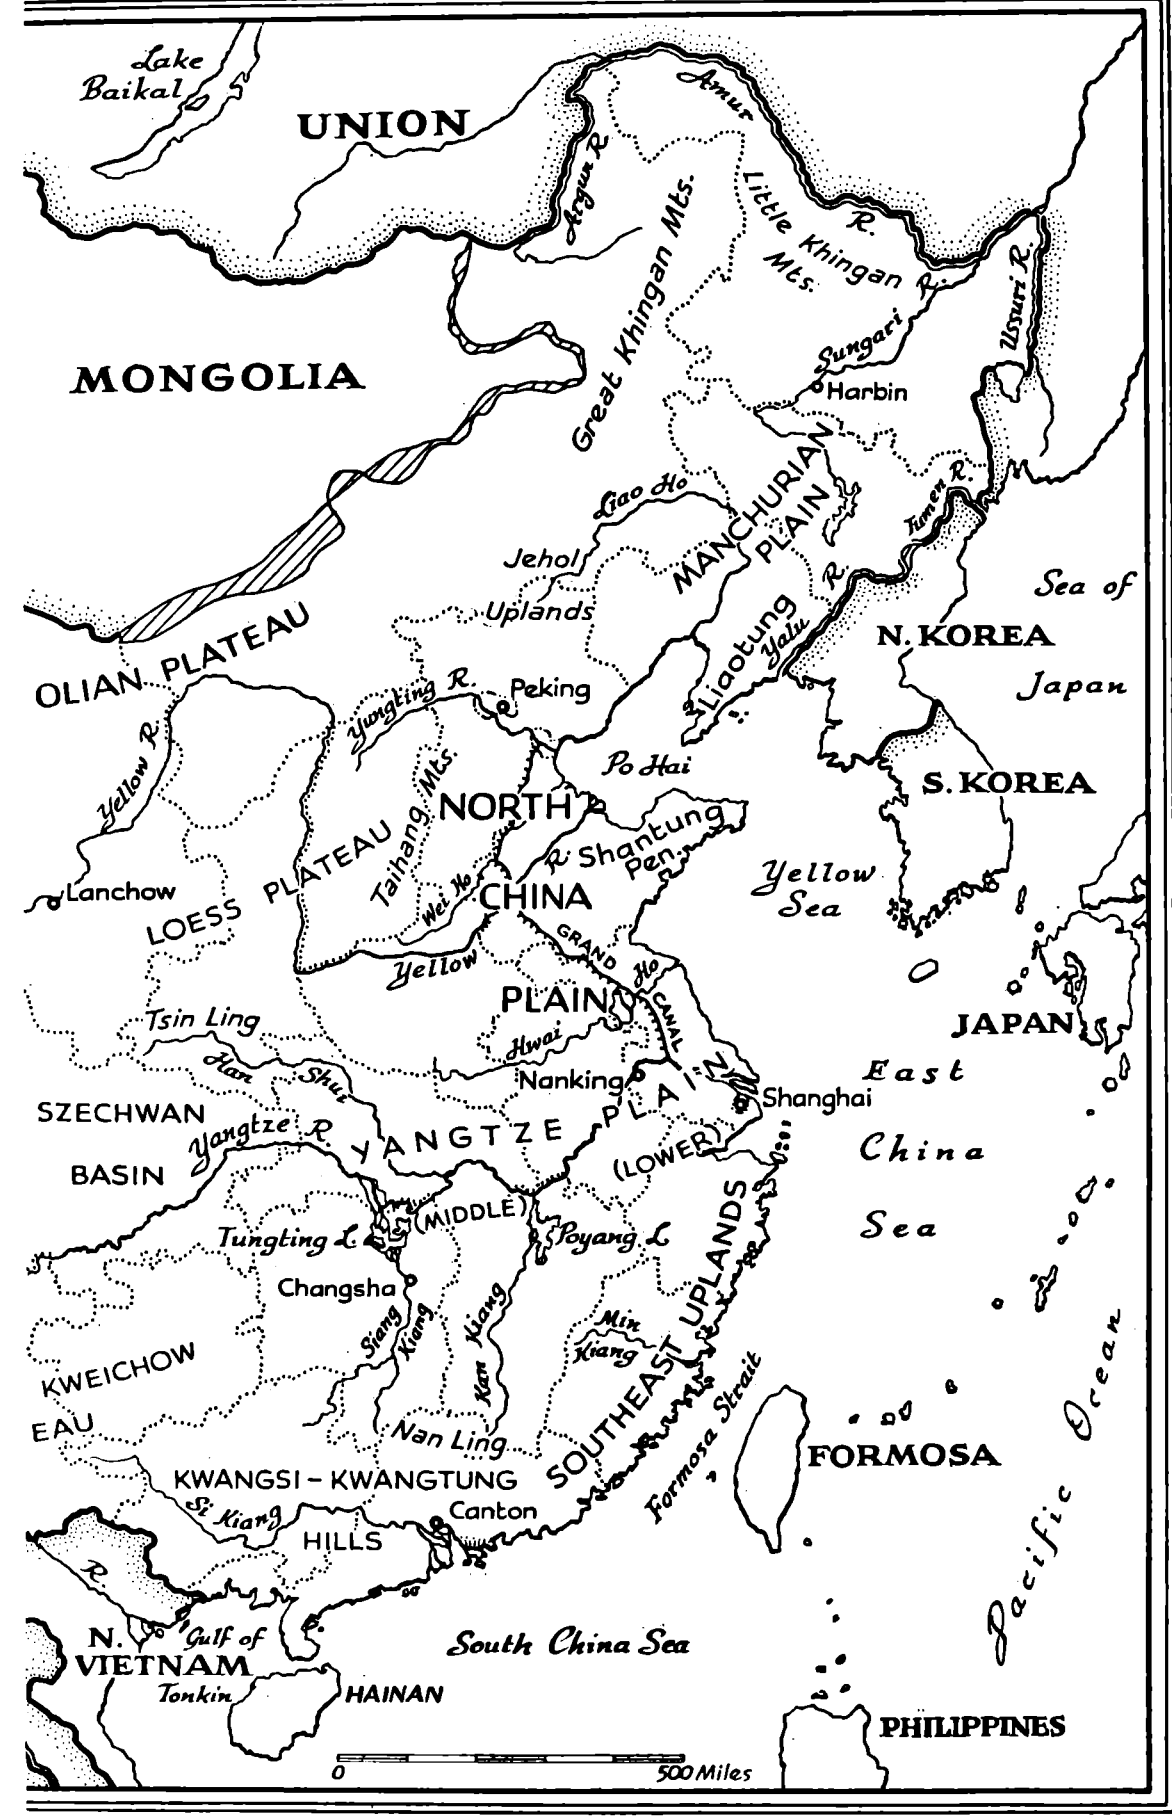 Lake
Baikal
UNION
Amur
R.
Argun R.
Great Khingan Mts.
Little Khingan
Mts.
Sungari R.
Ussuri R.
MONGOLIA
Harbin
MANCHURIAN
PLAIN
Liao Ho
Tumen R.
Jehol
Uplands
Sea of
Japan
Liaotung
Yalu R.
N. KOREA
OLIAN PLATEAU
Yungting R.
Peking
Yellow R.
Po Hai
S. KOREA
Taihang Mts.
NORTH
CHINA
PLAIN
R.
Shantung
Pen.
LOESS PLATEAU
Wei Ho
Lanchow
Yellow
Sea
Yellow
GRAND
CANAL
Ho
Hwai
JAPAN
Tsin Ling
Han Shui
Nanking
Shanghai
East
China
Sea
SZECHWAN
BASIN
Yangtze R.
YANGTZE PLAIN
(LOWER)
(MIDDLE)
Tungting L.
Poyang L
Changsha
Siang
Kiang
Kan Kiang
Min
Kiang
SOUTHEAST UPLANDS
KWEICHOW
EAU
Nan Ling
Formosa Strait
FORMOSA
Pacific Ocean
KWANGSI-KWANGTUNG
HILLS
Si Kiang
Canton
R.
N.
VIETNAM
Gulf of
Tonkin
HAINAN
South China Sea
PHILIPPINES
0 500 Miles